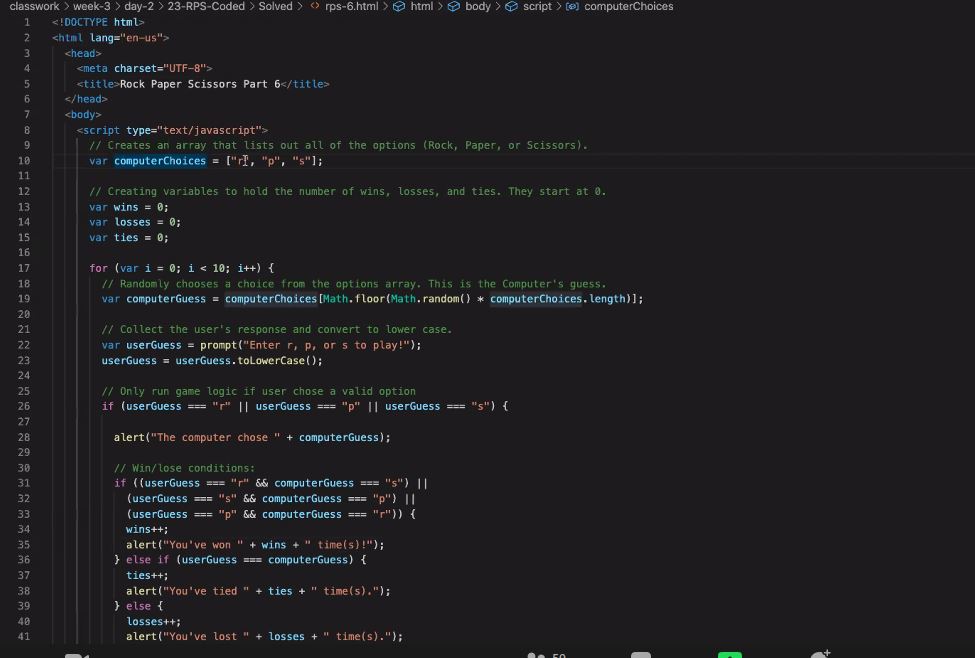 classwork > week-3 > day-2 > 23-RPS-Coded > Solved > <> rps-6.html > html > body > script > computerChoices
1 <!DOCTYPE html>
2 <html lang="en-us">
3 <head>
4 <meta charset="UTF-8">
5 <title>Rock Paper Scissors Part 6</title>
6 </head>
7 <body>
8 <script type="text/javascript">
9 // Creates an array that lists out all of the options (Rock, Paper, or Scissors).
10 var computerChoices = ["r", "p", "s"];
11
12 // Creating variables to hold the number of wins, losses, and ties. They start at 0.
13 var wins = 0;
14 var losses = 0;
15 var ties = 0;
16
17 for (var i = 0; i < 10; i++) {
18 // Randomly chooses a choice from the options array. This is the Computer's guess.
19 var computerGuess = computerChoices[Math.floor(Math.random() * computerChoices.length)];
20
21 // Collect the user's response and convert to lower case.
22 var userGuess = prompt("Enter r, p, or s to play!");
23 userGuess = userGuess.toLowerCase();
24
25 // Only run game logic if user chose a valid option
26 if (userGuess === "r" || userGuess === "p" || userGuess === "s") {
27
28 alert("The computer chose " + computerGuess);
29
30 // Win/lose conditions:
31 if ((userGuess === "r" && computerGuess === "s") ||
32 (userGuess === "s" && computerGuess === "p") ||
33 (userGuess === "p" && computerGuess === "r")) {
34 wins++;
35 alert("You've won " + wins + " time(s)!");
36 } else if (userGuess === computerGuess) {
37 ties++;
38 alert("You've tied " + ties + " time(s).");
39 } else {
40 losses++;
41 alert("You've lost " + losses + " time(s).");